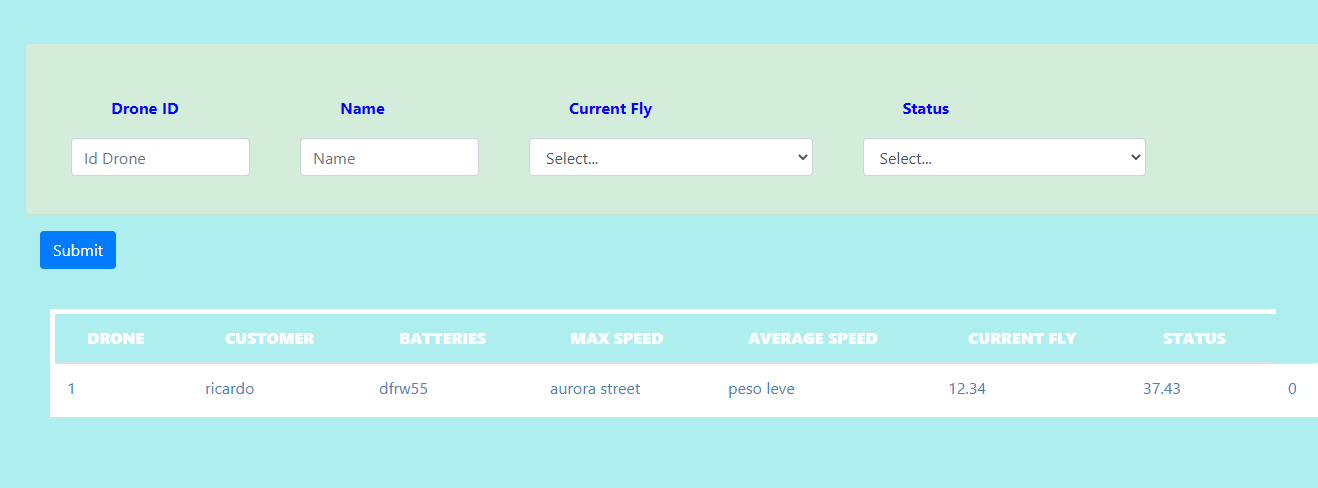 Drone ID Name Current Fly Status
Id Drone Name Select... Select...
Submit
DRONE CUSTOMER BATTERIES MAX SPEED AVERAGE SPEED CURRENT FLY STATUS
1 ricardo dfrw55 aurora street peso leve 12.34 37.43 0